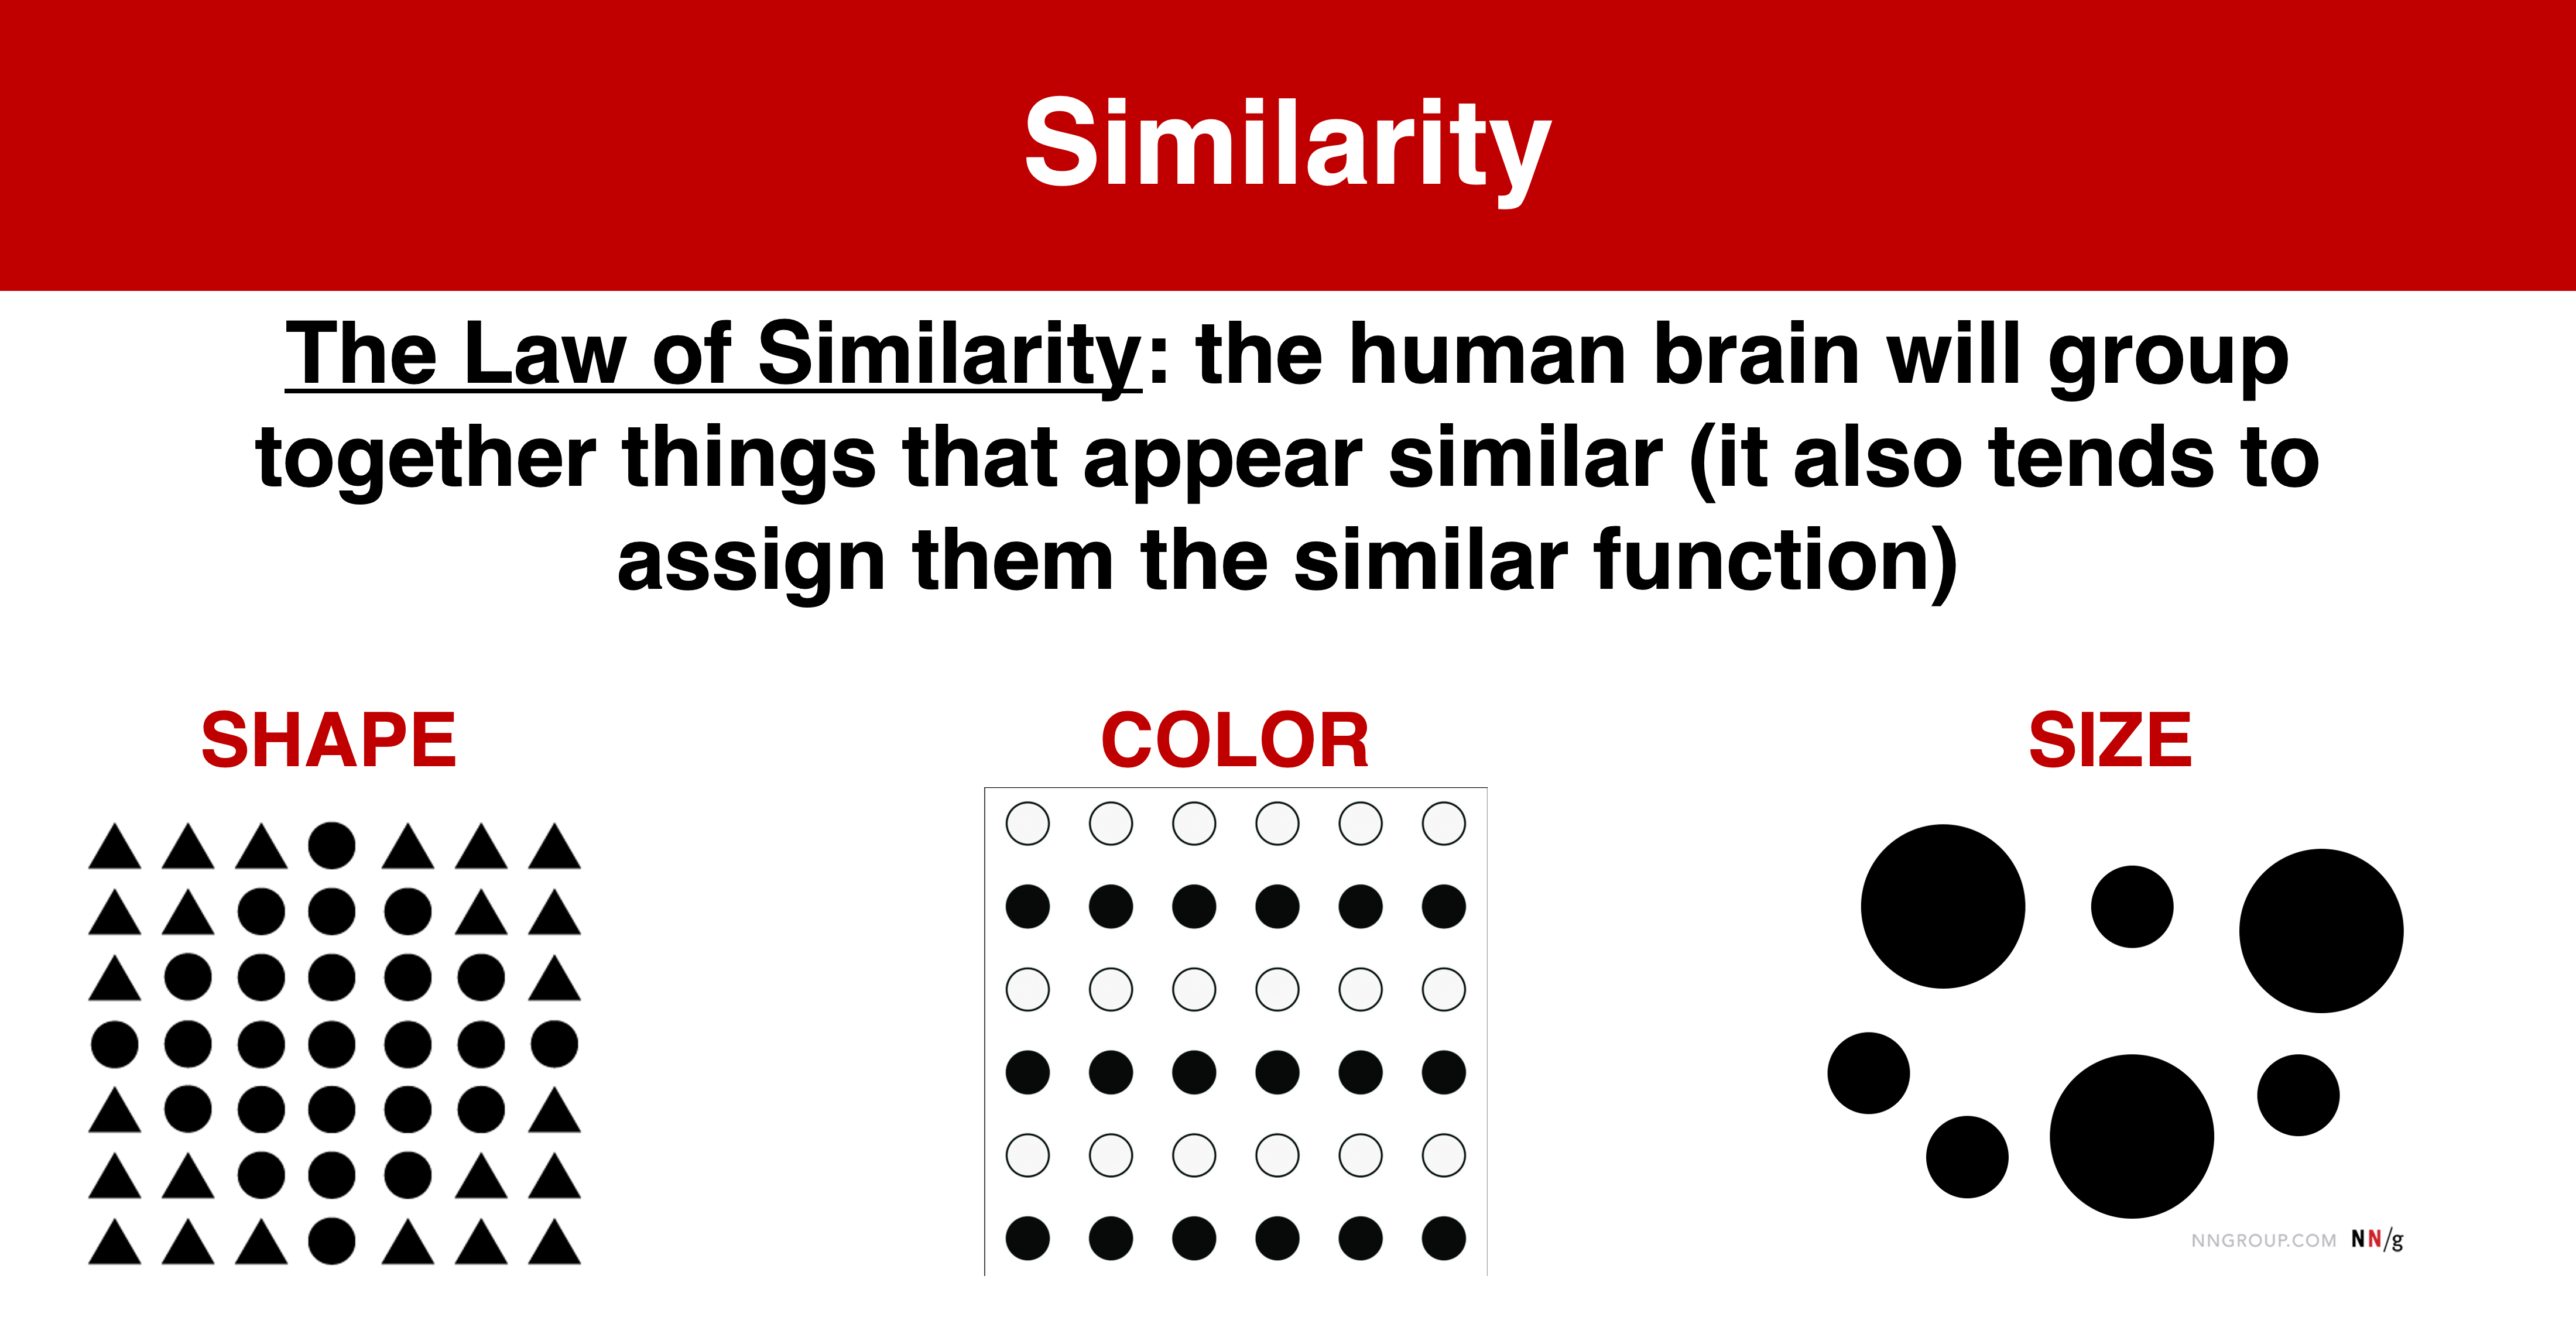 Similarity
The Law of Similarity: the human brain will group
together things that appear similar (it also tends to
assign them the similar function)
SHAPE
COLOR
SIZE
NNGROUP.COM NN/g